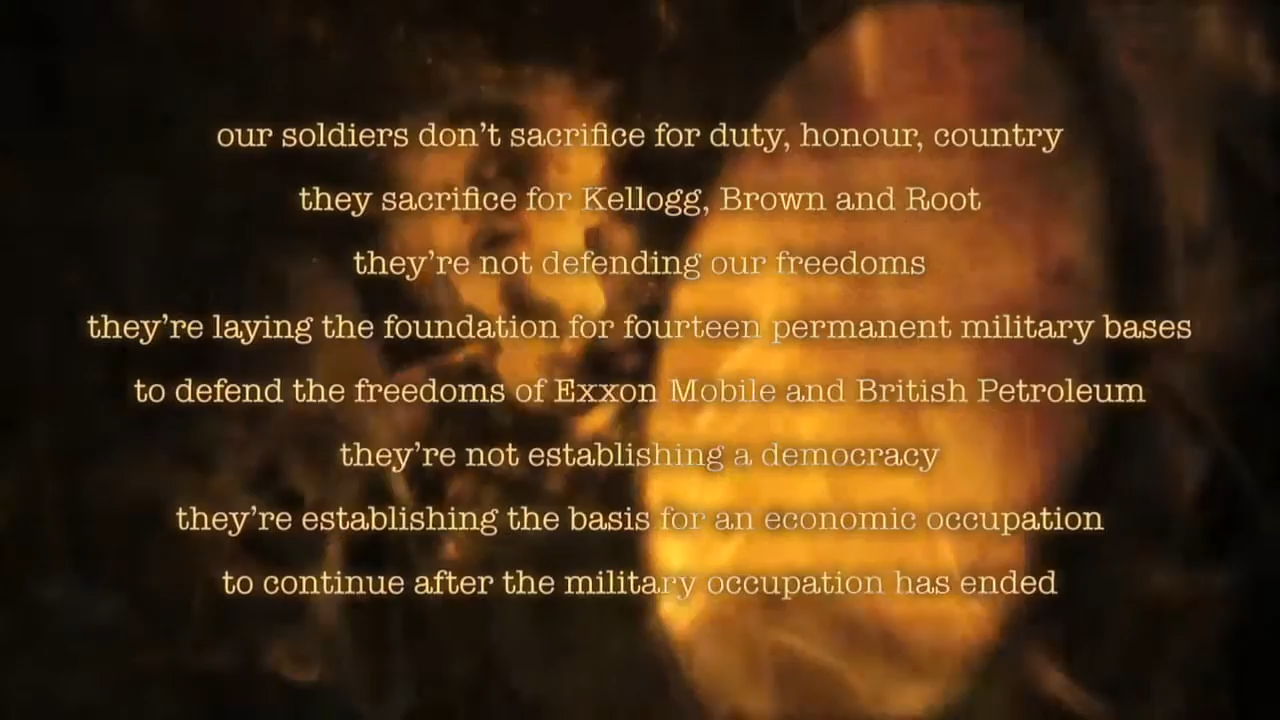 our soldiers don't sacrifice for duty, honour, country
they sacrifice for Kellogg, Brown and Root
they're not defending our freedoms
they're laying the foundation for fourteen permanent military bases
to defend the freedoms of Exxon Mobile and British Petroleum
they're not establishing a democracy
they're establishing the basis for an economic occupation
to continue after the military occupation has ended